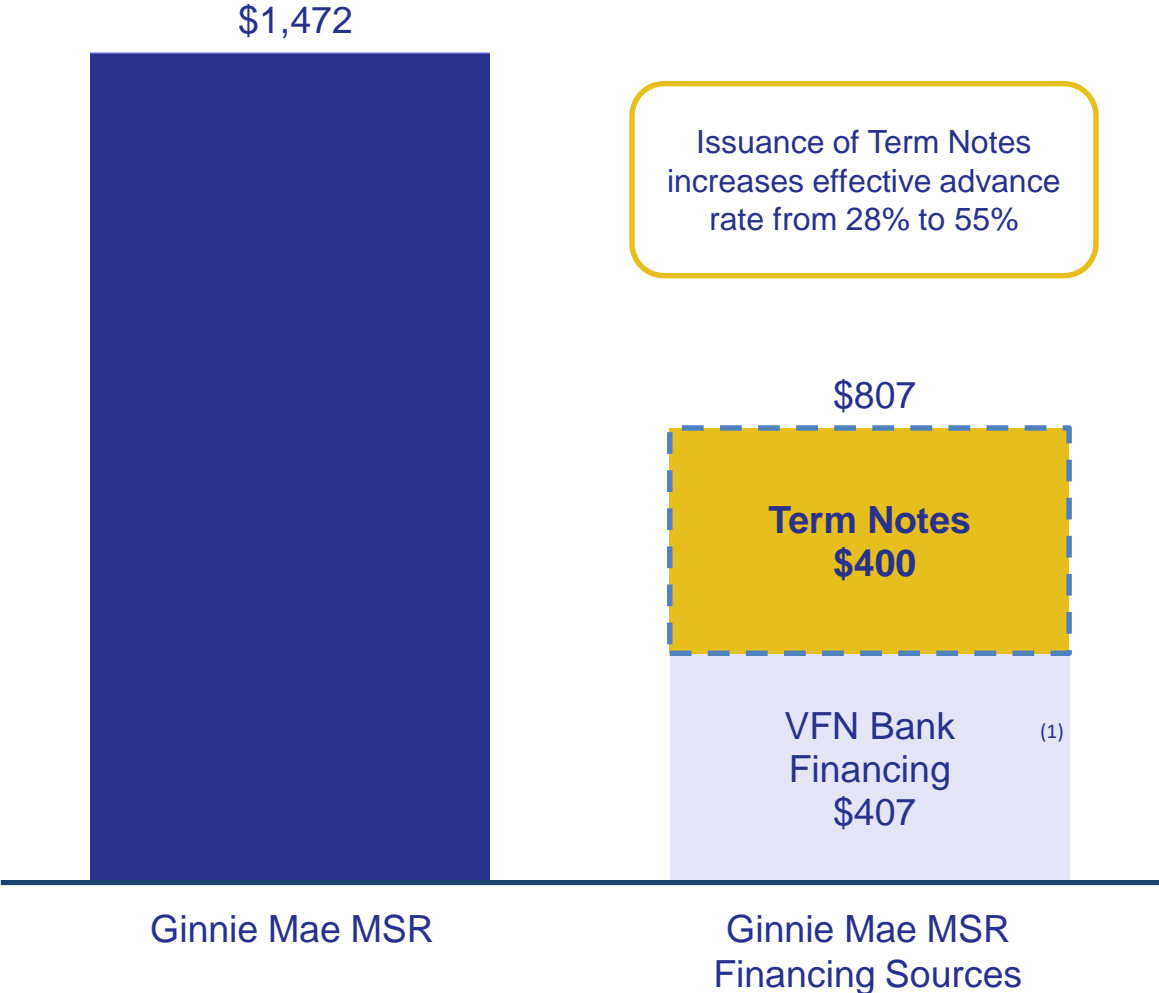 $1,472
Issuance of Term Notes
increases effective advance
rate from 28% to 55%
$807
Term Notes
$400
VFN Bank (1)
Financing
$407
Ginnie Mae MSR
Ginnie Mae MSR
Financing Sources